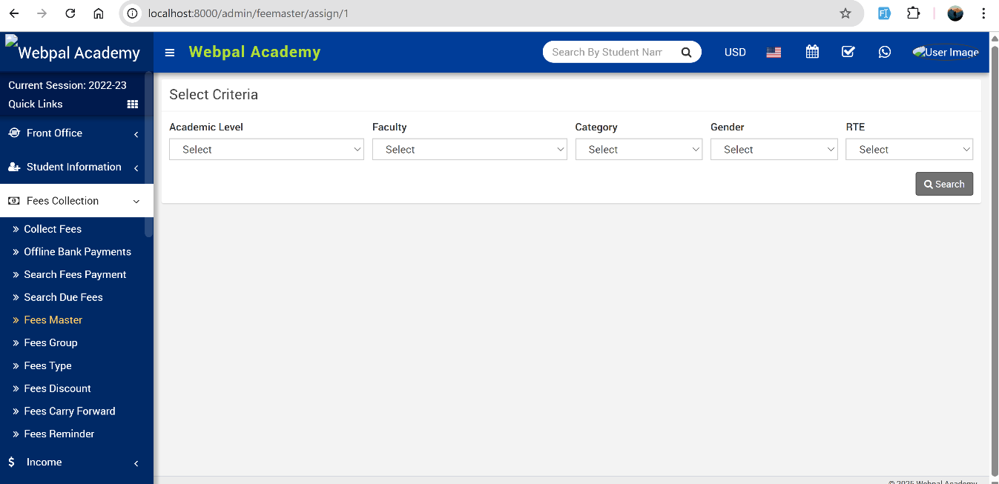 localhost:8000/admin/feemaster/assign/1
Webpal Academy
Webpal Academy
Search By Student Nam
USD
User Image
Current Session: 2022-23
Quick Links
Front Office
Student Information
Fees Collection
Collect Fees
Offline Bank Payments
Search Fees Payment
Search Due Fees
Fees Master
Fees Group
Fees Type
Fees Discount
Fees Carry Forward
Fees Reminder
Income
Select Criteria
Academic Level
Select
Faculty
Select
Category
Select
Gender
Select
RTE
Select
Search
© 2025 Webpal Academy